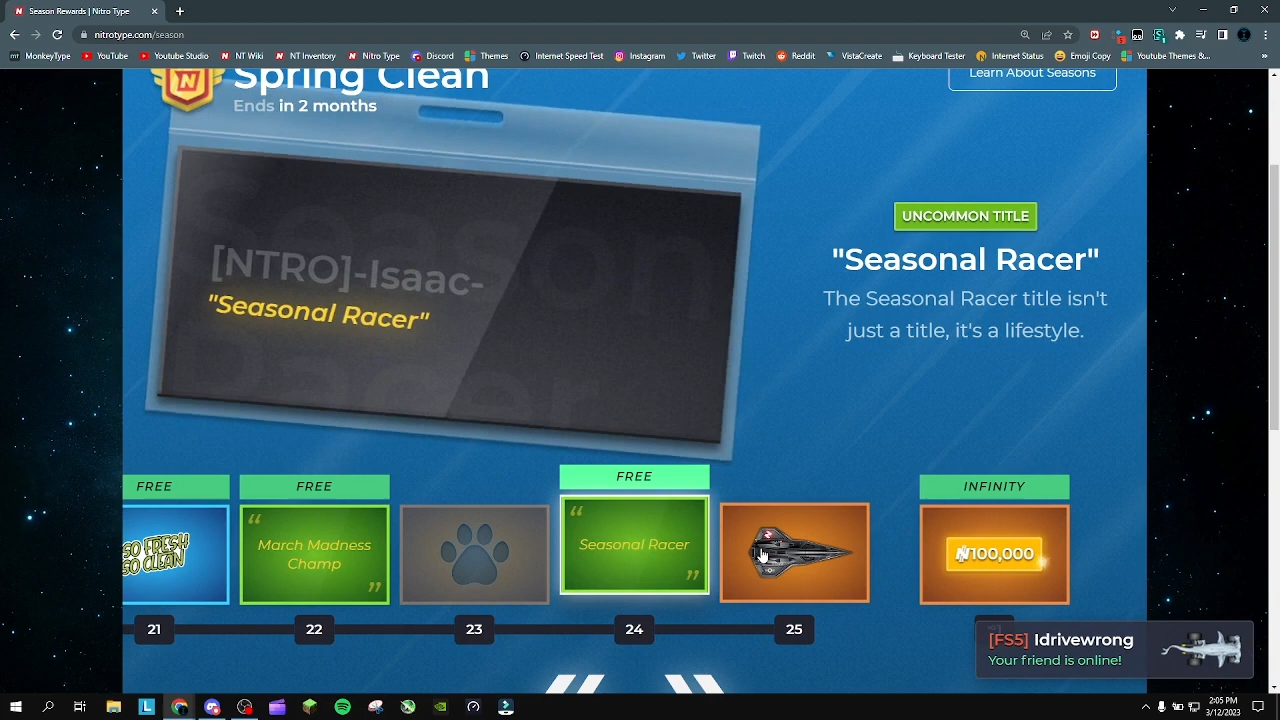 Season Rewards | Nitro Type
nitrotype.com/season
MonkeyType
Youtube
Youtube Studio
NT Wiki
NT Inventory
Nitro Type
Discord
Themes
Internet Speed Test
Instagram
Twitter
Twitch
Reddit
VistaCreate
Keyboard Tester
Internet Status
Emoji Copy
Youtube Themes &...
Spring Clean
Ends in 2 months
Learn About Seasons
[NTRO]-Isaac-
"Seasonal Racer"
UNCOMMON TITLE
"Seasonal Racer"
The Seasonal Racer title isn't
just a title, it's a lifestyle.
FREE
FREE
FREE
INFINITY
GO FRESH
GO CLEAN
“
March Madness
Champ
”
“
Seasonal Racer
”
100,000
21
22
23
24
25
[FS5] Idrivewrong
Your friend is online!
2:05 PM
3/12/2023